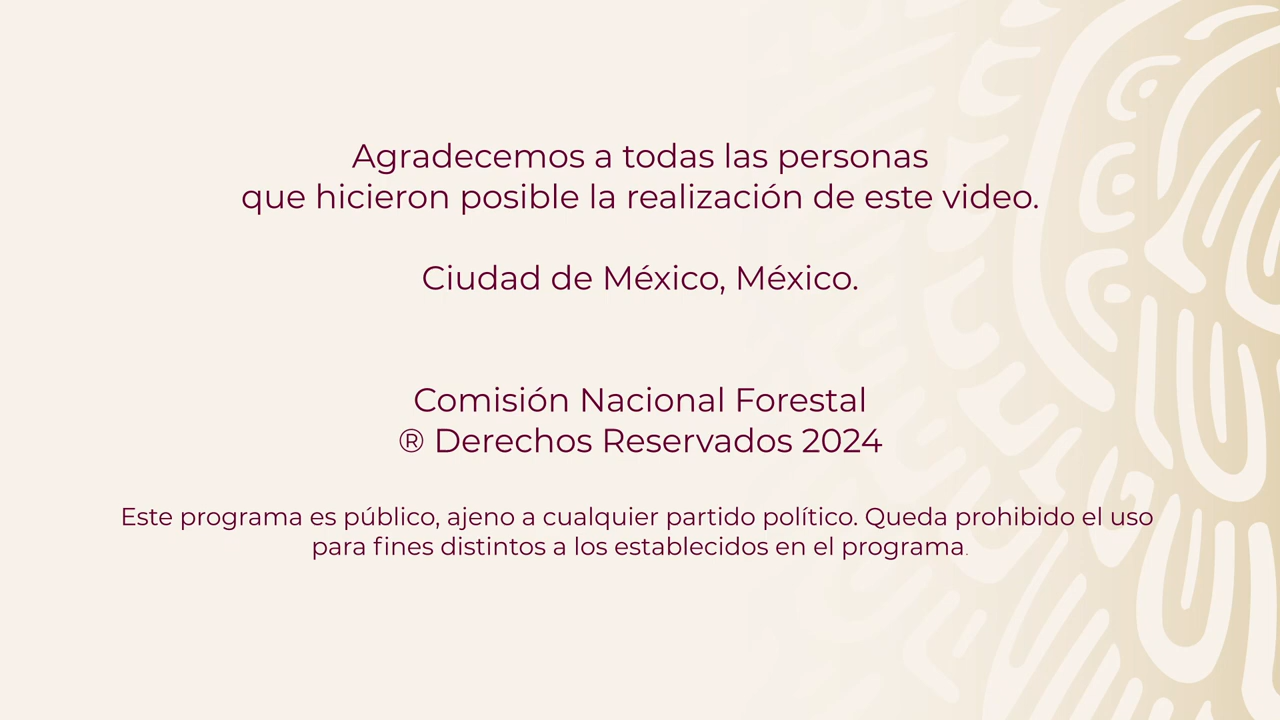 Agradecemos a todas las personas
que hicieron posible la realización de este video.
Ciudad de México, México.
Comisión Nacional Forestal
® Derechos Reservados 2024
Este programa es público, ajeno a cualquier partido político. Queda prohibido el uso
para fines distintos a los establecidos en el programa.